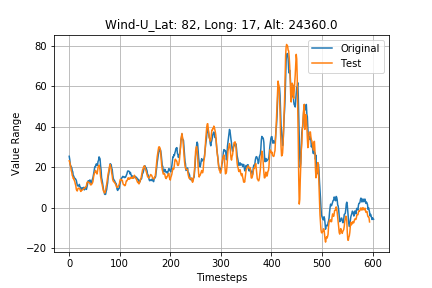 Wind-U_Lat: 82, Long: 17, Alt: 24360.0
Original
Test
Value Range
80
60
40
20
0
−20
0 100 200 300 400 500 600
Timesteps